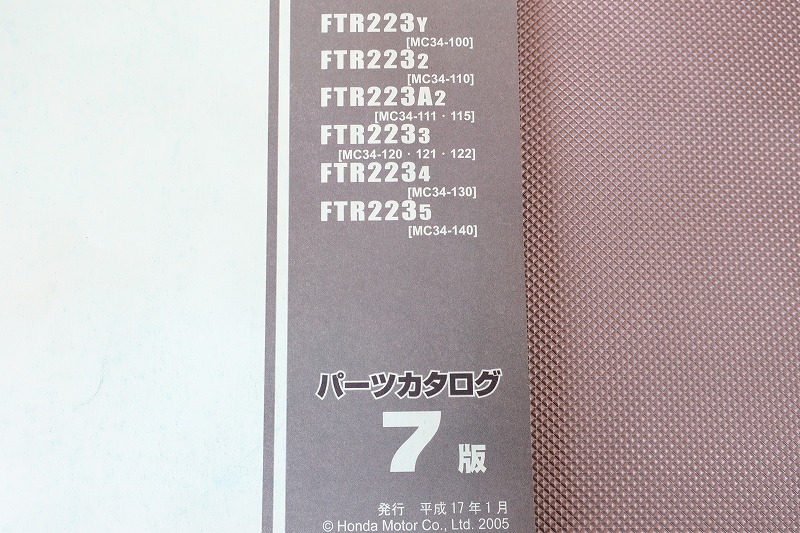 FTR223Y
[MC34-100]
FTR2232
[MC34-110]
FTR223A2
[MC34-111・115]
FTR2233
[MC34-120・121・122]
FTR2234
[MC34-130]
FTR2235
[MC34-140]
パーツカタログ
7版
発行 平成17年1月
© Honda Motor Co., Ltd. 2005